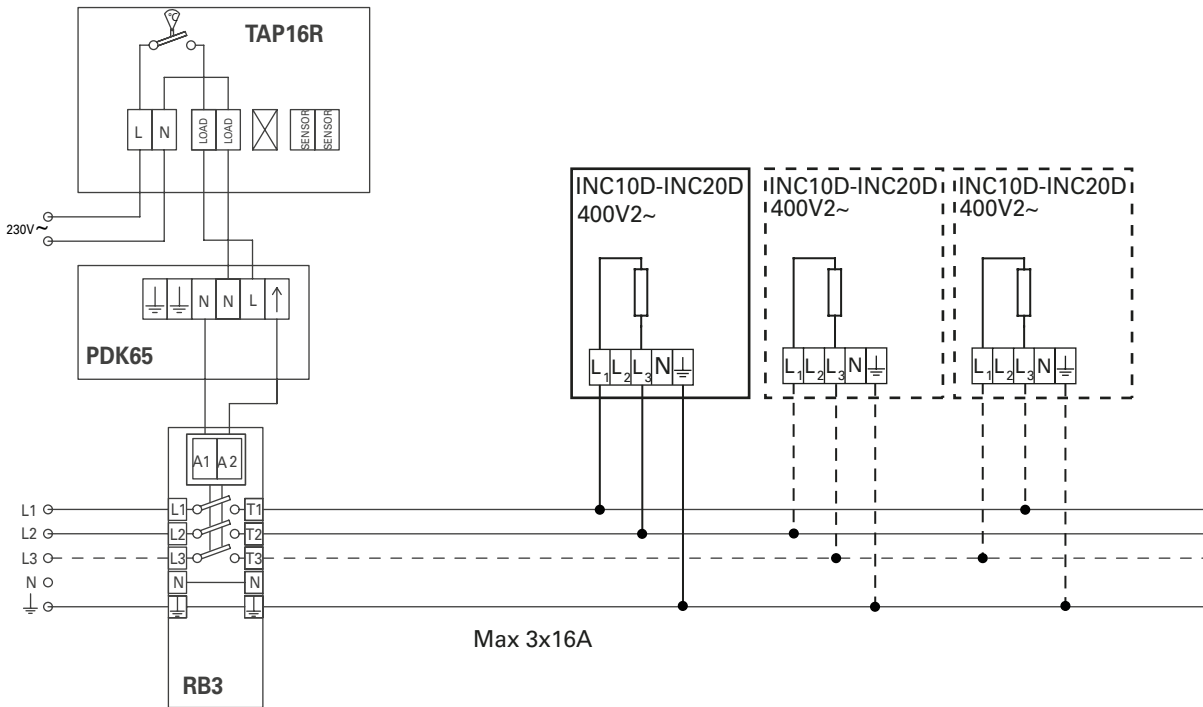 °C
TAP16R
L N LOAD LOAD SENSOR SENSOR
230V~
N N L ↑
PDK65
INC10D-INC20D
400V2~
L₁ L₂ L₃ N
INC10D-INC20D
400V2~
L₁ L₂ L₃ N
INC10D-INC20D
400V2~
L₁ L₂ L₃ N
A1 A2
L1 L1 T1
L2 L2 T2
L3 L3 T3
N N N
Max 3x16A
RB3